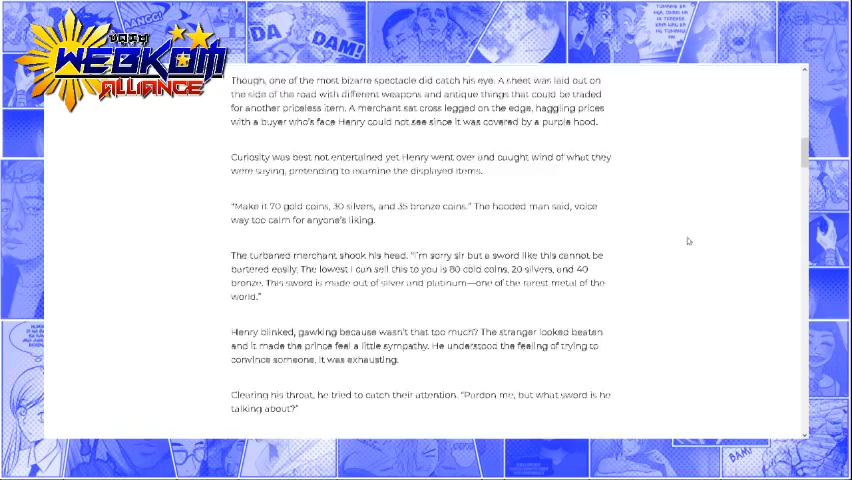 AANGG!
DA
DAM!
WEBKOM
ALLIANCE
Though, one of the most bizarre spectacle did catch his eye. A sheet was laid out on
the side of the road with different weapons and antique things that could be traded
for another priceless item. A merchant sat cross legged on the edge, haggling prices
with a buyer who's face Henry could not see since it was covered by a purple hood.
Curiosity was best not entertained yet Henry went over and caught wind of what they
were saying, pretending to examine the displayed items.
"Make it 70 gold coins, 30 silvers, and 35 bronze coins." The hooded man said, voice
way too calm for anyone's liking.
The turbaned merchant shook his head. "I'm sorry sir but a sword like this cannot be
bartered easily. The lowest I can sell this to you is 80 cold coins, 20 silvers, and 40
bronze. This sword is made out of silver and platinum—one of the rarest metal of the
world."
Henry blinked, gawking because wasn't that too much? The stranger looked beaten
and it made the prince feel a little sympathy. He understood the feeling of trying to
convince someone, it was exhausting.
Clearing his throat, he tried to catch their attention. "Pardon me, but what sword is he
talking about?"
BAM!